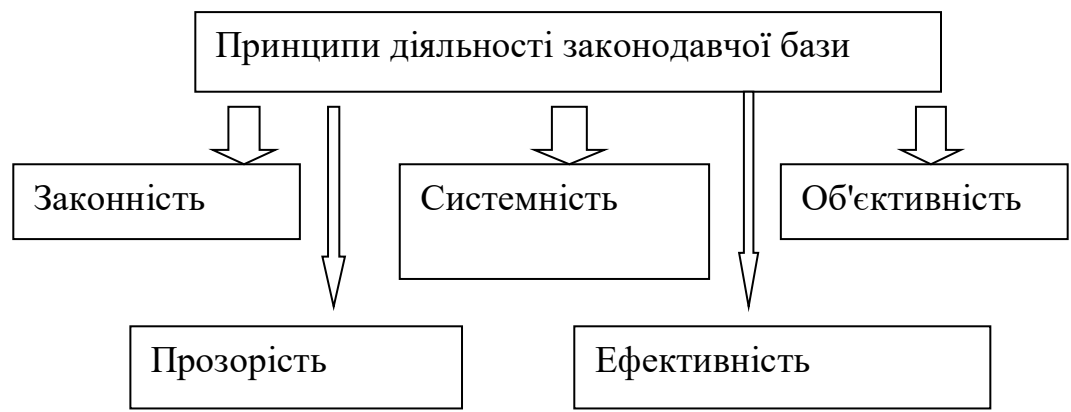 Принципи діяльності законодавчої бази
Законність
Системність
Об'єктивність
Прозорість
Ефективність